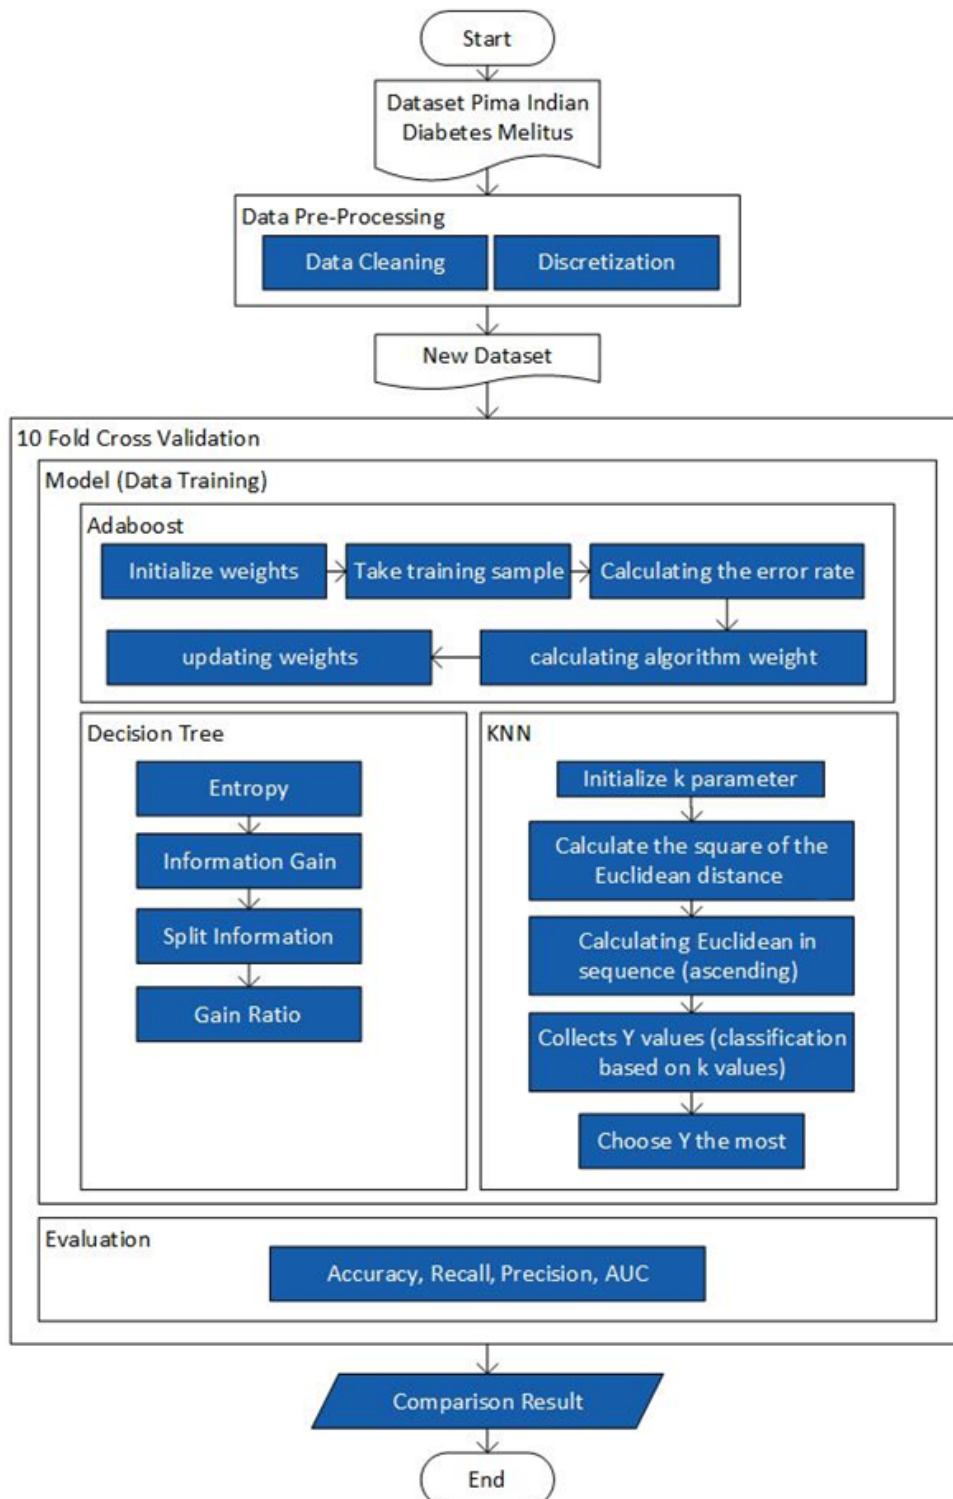 Start
Dataset Pima Indian
Diabetes Melitus
Data Pre-Processing
Data Cleaning
Discretization
New Dataset
10 Fold Cross Validation
Model (Data Training)
Adaboost
Initialize weights
Take training sample
Calculating the error rate
updating weights
calculating algorithm weight
Decision Tree
Entropy
Information Gain
Split Information
Gain Ratio
KNN
Initialize k parameter
Calculate the square of the
Euclidean distance
Calculating Euclidean in
sequence (ascending)
Collects Y values (classification
based on k values)
Choose Y the most
Evaluation
Accuracy, Recall, Precision, AUC
Comparison Result
End